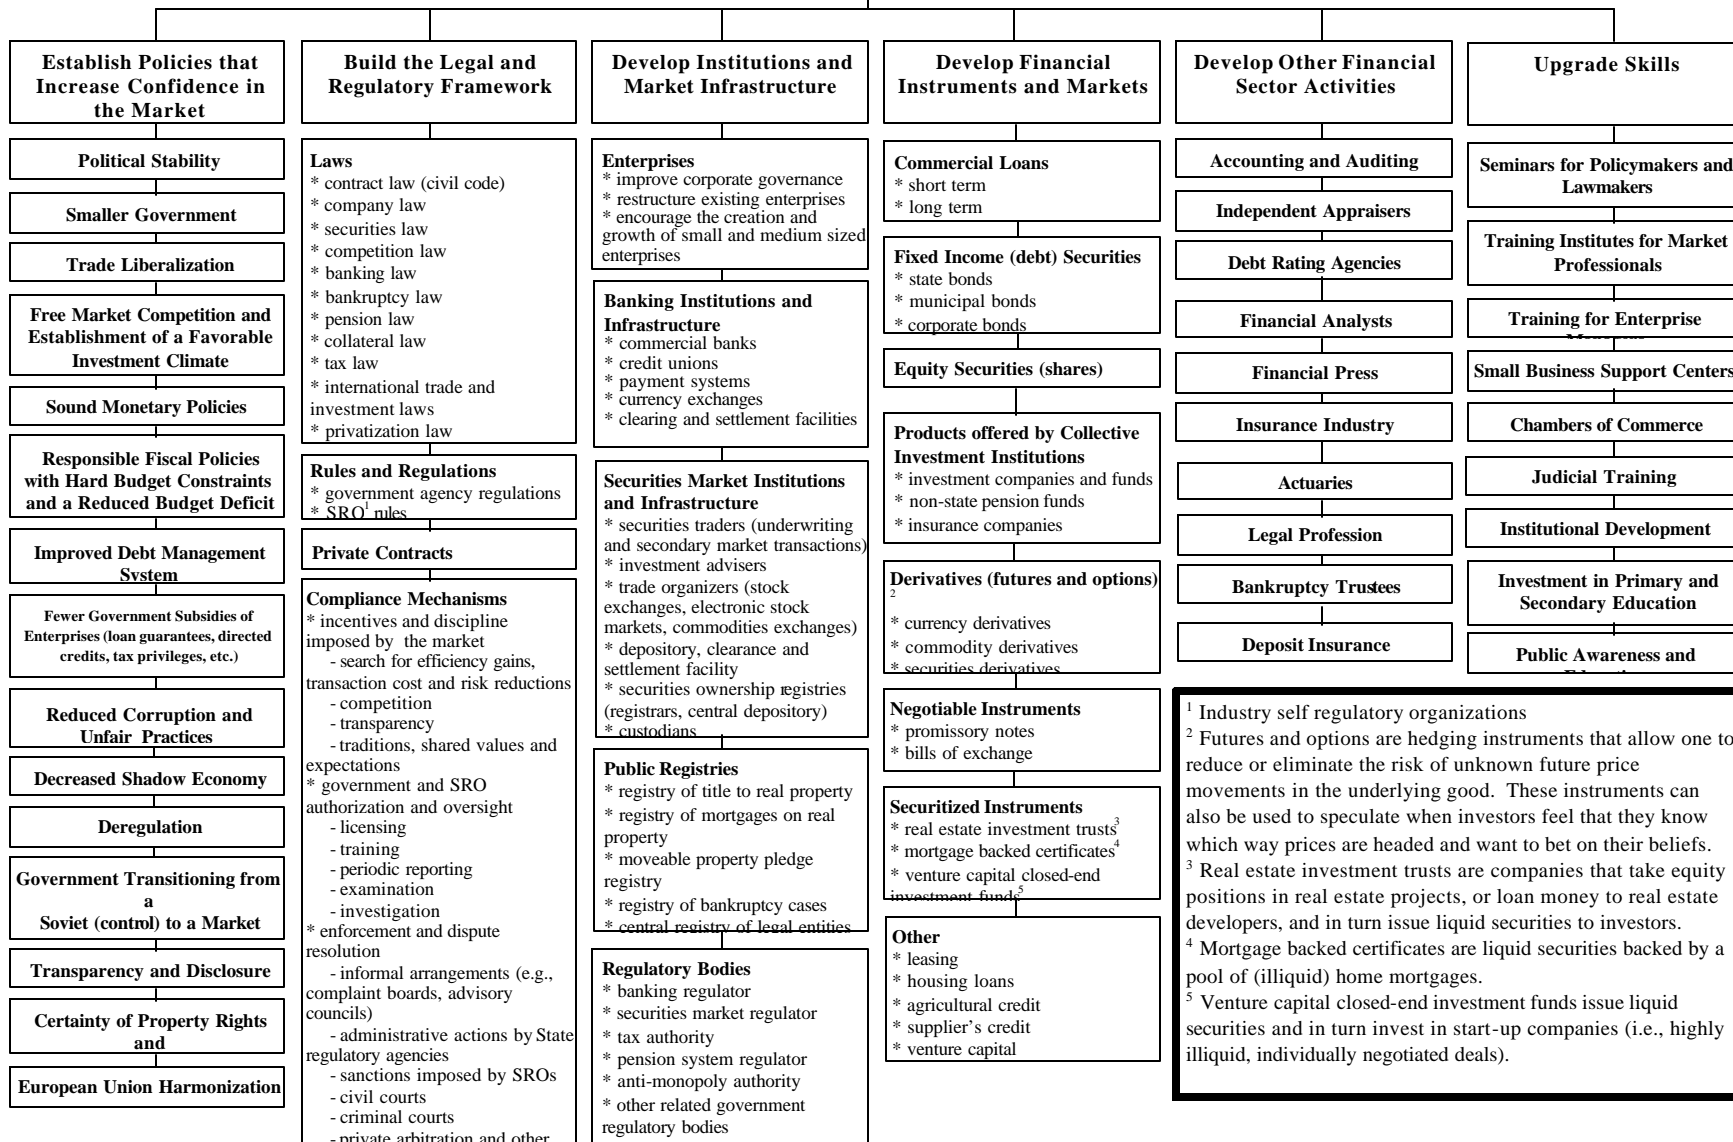 Establish Policies that
Increase Confidence in
the Market
Political Stability
Smaller Government
Trade Liberalization
Free Market Competition and
Establishment of a Favorable
Investment Climate
Sound Monetary Policies
Responsible Fiscal Policies
with Hard Budget Constraints
and a Reduced Budget Deficit
Improved Debt Management
System
Fewer Government Subsidies of
Enterprises (loan guarantees, directed
credits, tax privileges, etc.)
Reduced Corruption and
Unfair Practices
Decreased Shadow Economy
Deregulation
Government Transitioning from
a
Soviet (control) to a Market
Transparency and Disclosure
Certainty of Property Rights
and
European Union Harmonization
Build the Legal and
Regulatory Framework
Laws
* contract law (civil code)
* company law
* securities law
* competition law
* banking law
* bankruptcy law
* pension law
* collateral law
* tax law
* international trade and
investment laws
* privatization law
Rules and Regulations
* government agency regulations
* SRO1 rules
Private Contracts
Compliance Mechanisms
* incentives and discipline
imposed by the market
- search for efficiency gains,
transaction cost and risk reductions
- competition
- transparency
- traditions, shared values and
expectations
* government and SRO
authorization and oversight
- licensing
- training
- periodic reporting
- examination
- investigation
* enforcement and dispute
resolution
- informal arrangements (e.g.,
complaint boards, advisory
councils)
- administrative actions by State
regulatory agencies
- sanctions imposed by SROs
- civil courts
- criminal courts
- private arbitration and other
Develop Institutions and
Market Infrastructure
Enterprises
* improve corporate governance
* restructure existing enterprises
* encourage the creation and
growth of small and medium sized
enterprises
Banking Institutions and
Infrastructure
* commercial banks
* credit unions
* payment systems
* currency exchanges
* clearing and settlement facilities
Securities Market Institutions
and Infrastructure
* securities traders (underwriting
and secondary market transactions)
* investment advisers
* trade organizers (stock
exchanges, electronic stock
markets, commodities exchanges)
* depository, clearance and
settlement facility
* securities ownership registries
(registrars, central depository)
* custodians
Public Registries
* registry of title to real property
* registry of mortgages on real
property
* moveable property pledge
registry
* registry of bankruptcy cases
* central registry of legal entities
Regulatory Bodies
* banking regulator
* securities market regulator
* tax authority
* pension system regulator
* anti-monopoly authority
* other related government
regulatory bodies
Develop Financial
Instruments and Markets
Commercial Loans
* short term
* long term
Fixed Income (debt) Securities
* state bonds
* municipal bonds
* corporate bonds
Equity Securities (shares)
Products offered by Collective
Investment Institutions
* investment companies and funds
* non-state pension funds
* insurance companies
Derivatives (futures and options)
2
* currency derivatives
* commodity derivatives
* securities derivatives
Negotiable Instruments
* promissory notes
* bills of exchange
Securitized Instruments
* real estate investment trusts3
* mortgage backed certificates4
* venture capital closed-end
investment funds5
Other
* leasing
* housing loans
* agricultural credit
* supplier's credit
* venture capital
Develop Other Financial
Sector Activities
Accounting and Auditing
Independent Appraisers
Debt Rating Agencies
Financial Analysts
Financial Press
Insurance Industry
Actuaries
Legal Profession
Bankruptcy Trustees
Deposit Insurance
Upgrade Skills
Seminars for Policymakers and
Lawmakers
Training Institutes for Market
Professionals
Training for Enterprise
Small Business Support Centers
Chambers of Commerce
Judicial Training
Institutional Development
Investment in Primary and
Secondary Education
Public Awareness and
1 Industry self regulatory organizations
2 Futures and options are hedging instruments that allow one to
reduce or eliminate the risk of unknown future price
movements in the underlying good. These instruments can
also be used to speculate when investors feel that they know
which way prices are headed and want to bet on their beliefs.
3 Real estate investment trusts are companies that take equity
positions in real estate projects, or loan money to real estate
developers, and in turn issue liquid securities to investors.
4 Mortgage backed certificates are liquid securities backed by a
pool of (illiquid) home mortgages.
5 Venture capital closed-end investment funds issue liquid
securities and in turn invest in start-up companies (i.e., highly
illiquid, individually negotiated deals).